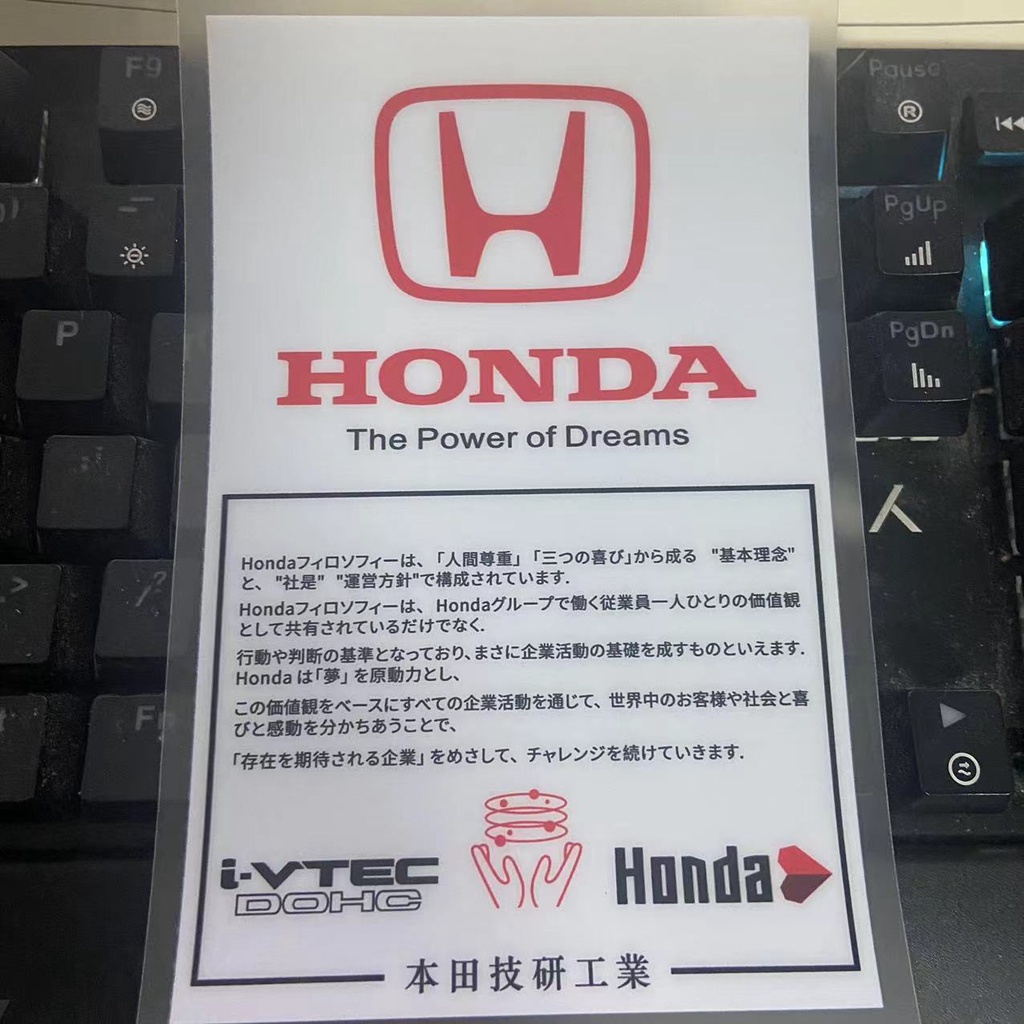 F9
Pause
R
PgUp
P
PgDn
HONDA
The Power of Dreams
Hondaフィロソフィーは、「人間尊重」「三つの喜び」から成る "基本理念"
と、"社是" "運営方針"で構成されています.
Hondaフィロソフィーは、Hondaグループで働く従業員一人ひとりの価値観
として共有されているだけでなく.
行動や判断の基準となっており、まさに企業活動の基礎を成すものといえます.
Honda は「夢」を原動力とし、
この価値観をベースにすべての企業活動を通じて、世界中のお客様や社会と喜
びと感動を分かちあうことで、
「存在を期待される企業」をめさして、チャレンジを続けていきます.
i-VTEC
DOHC
Honda
本田技研工業